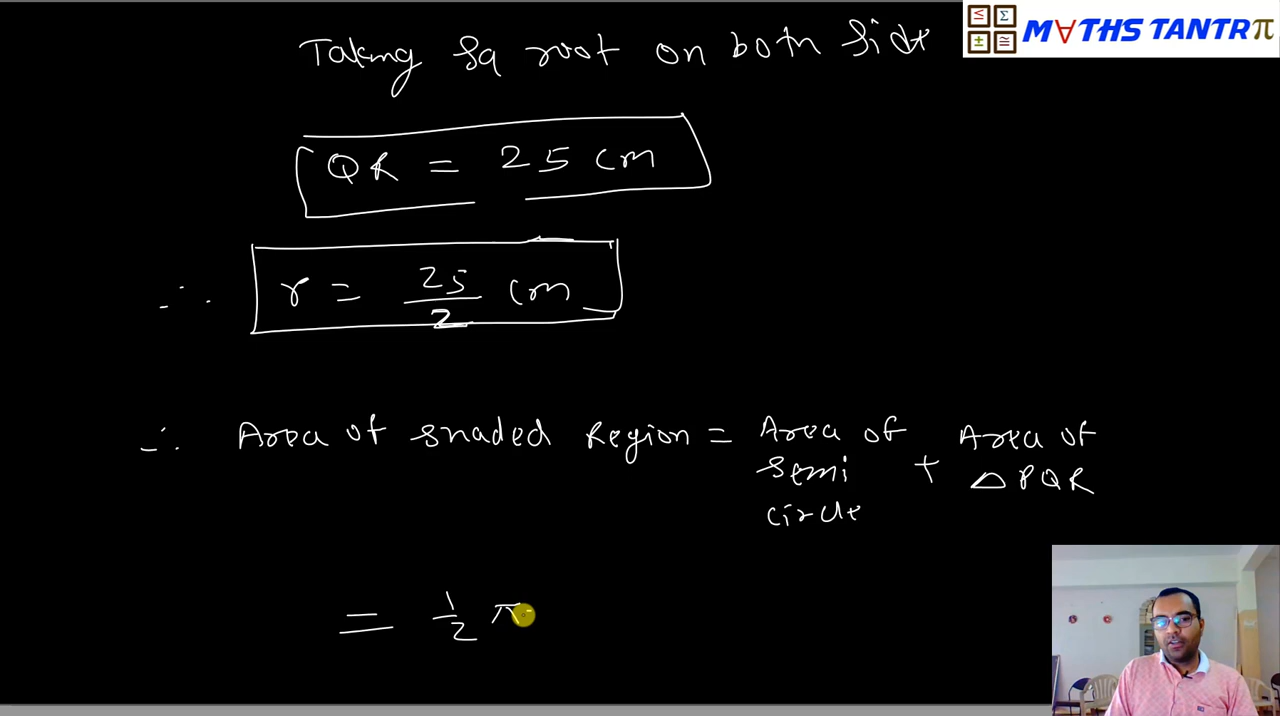 ≤ Σ ± ≅ M∀THS TANTRπ
Taking Sq root on both Side
QR = 25 cm
∴ r = 25/2 cm
∴ Area of Shaded Region = Area of Semi circle + Area of △PQR
= 1/2 π